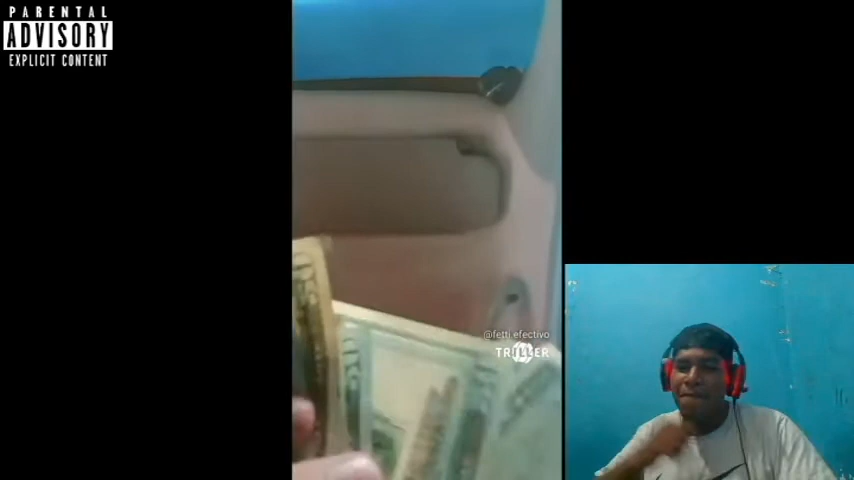 PARENTAL
ADVISORY
EXPLICIT CONTENT
@fetti.efectivo
TRILLER